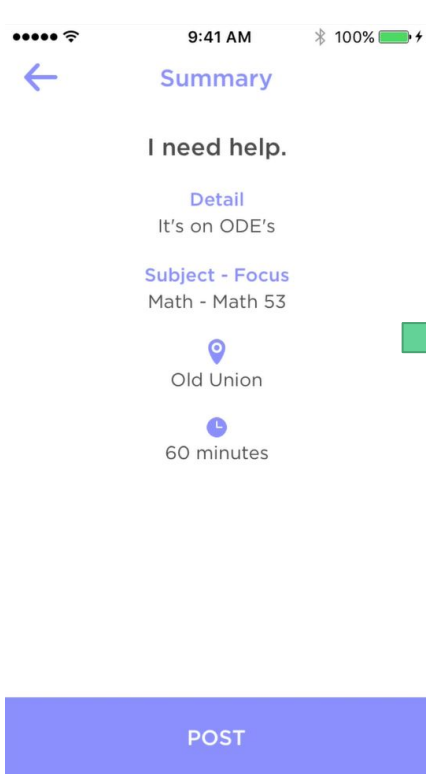 9:41 AM 100%
Summary
I need help.
Detail
It's on ODE's
Subject - Focus
Math - Math 53
Old Union
60 minutes
POST